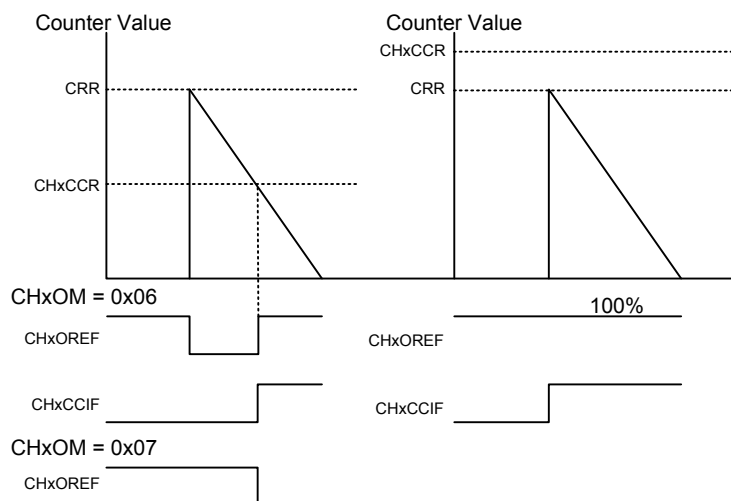 Counter Value
CRR
CHxCCR
CHxOM = 0x06
CHxOREF
CHxCCIF
CHxOM = 0x07
CHxOREF
Counter Value
CHxCCR
CRR
100%
CHxOREF
CHxCCIF